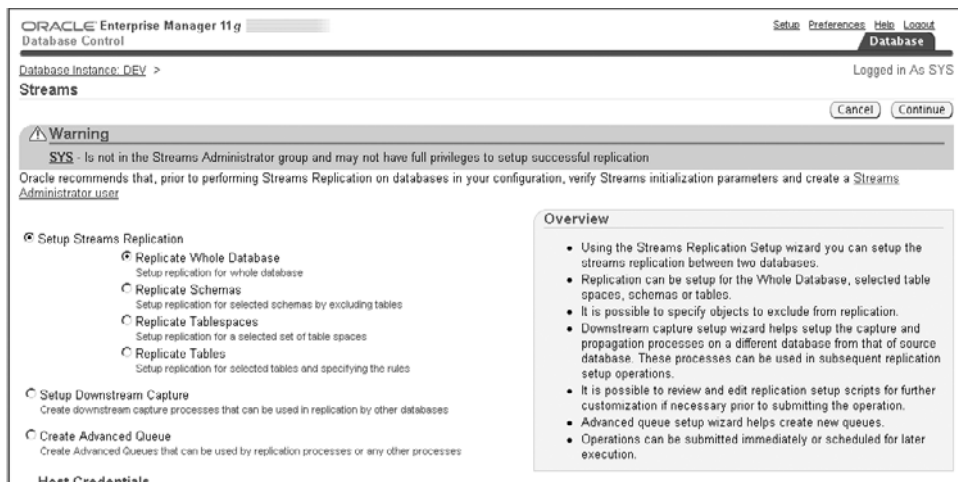 ORACLE Enterprise Manager 11g
Database Control
Setup Preferences Help Logout
Database
Database Instance: DEV >
Logged in As SYS
Streams
Cancel Continue
Warning
SYS - Is not in the Streams Administrator group and may not have full privileges to setup successful replication
Oracle recommends that, prior to performing Streams Replication on databases in your configuration, verify Streams initialization parameters and create a Streams
Administrator user
Setup Streams Replication
Replicate Whole Database
Setup replication for whole database
Replicate Schemas
Setup replication for selected schemas by excluding tables
Replicate Tablespaces
Setup replication for a selected set of table spaces
Replicate Tables
Setup replication for selected tables and specifying the rules
Setup Downstream Capture
Create downstream capture processes that can be used in replication by other databases
Create Advanced Queue
Create Advanced Queues that can be used by replication processes or any other processes
Overview
• Using the Streams Replication Setup wizard you can setup the
streams replication between two databases.
• Replication can be setup for the Whole Database, selected table
spaces, schemas or tables.
• It is possible to specify objects to exclude from replication.
• Downstream capture setup wizard helps setup the capture and
propagation processes on a different database from that of source
database. These processes can be used in subsequent replication
setup operations.
• It is possible to review and edit replication setup scripts for further
customization if necessary prior to submitting the operation.
• Advanced queue setup wizard helps create new queues.
• Operations can be submitted immediately or scheduled for later
execution.
Host Credentials